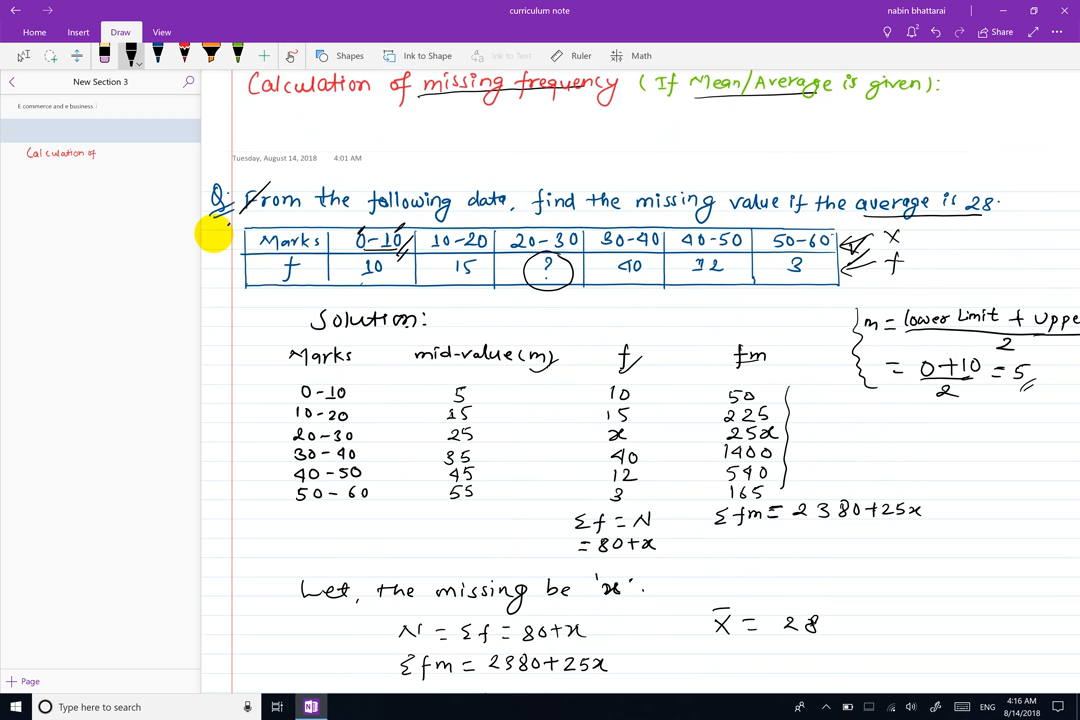 curriculum note
nabin bhattarai
Home Insert Draw View
Share
Shapes Ink to Shape Ink to Text Ruler Math
New Section 3
E commerce and e business
Calculation of
Calculation of missing frequency (If Mean/Average is given):
Tuesday, August 14, 2018 4:01 AM
Q: From the following data, find the missing value if the average is 28.
Marks 0-10 10-20 20-30 30-40 40-50 50-60 X
f 10 15 ? 40 12 3 f
Solution:
m = lower Limit + Uppe
2
= 0+10 = 5
2
Marks mid-value(m) f fm
0-10 5 10 50
10-20 15 15 225
20-30 25 x 25x
30-40 35 40 1400
40-50 45 12 540
50-60 55 3 165
Σf = N Σfm = 2380+25x
= 80+x
Let, the missing be 'x'.
N = Σf = 80+x X̄ = 28
Σfm = 2380+25x
+ Page
Type here to search
ENG
4:16 AM
8/14/2018
2